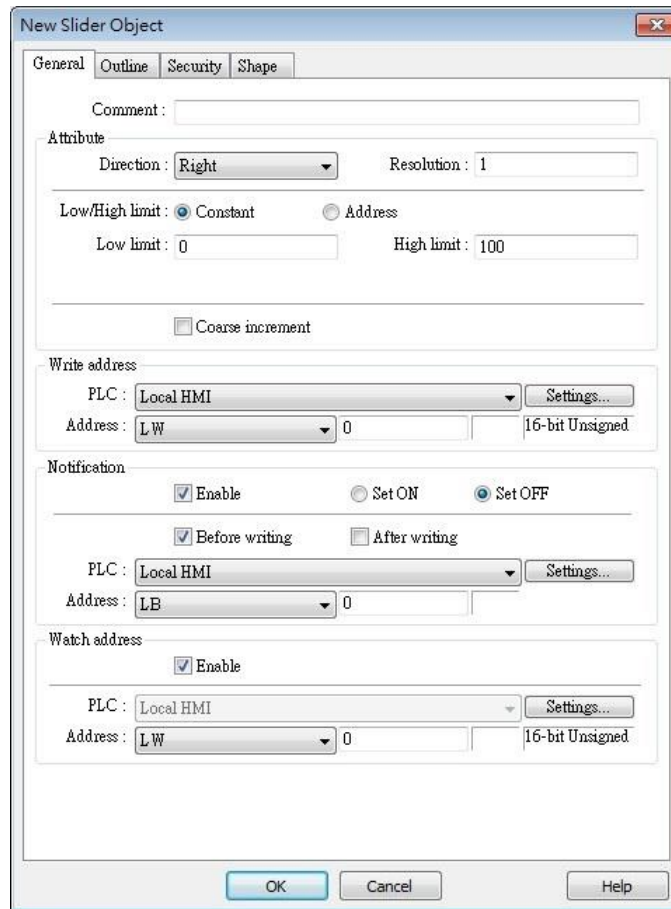 New Slider Object
General Outline Security Shape
Comment :
Attribute
Direction : Right Resolution : 1
Low/High limit : Constant Address
Low limit : 0 High limit : 100
Coarse increment
Write address
PLC : Local HMI Settings...
Address : LW 0 16-bit Unsigned
Notification
Enable Set ON Set OFF
Before writing After writing
PLC : Local HMI Settings...
Address : LB 0
Watch address
Enable
PLC : Local HMI Settings...
Address : LW 0 16-bit Unsigned
OK Cancel Help